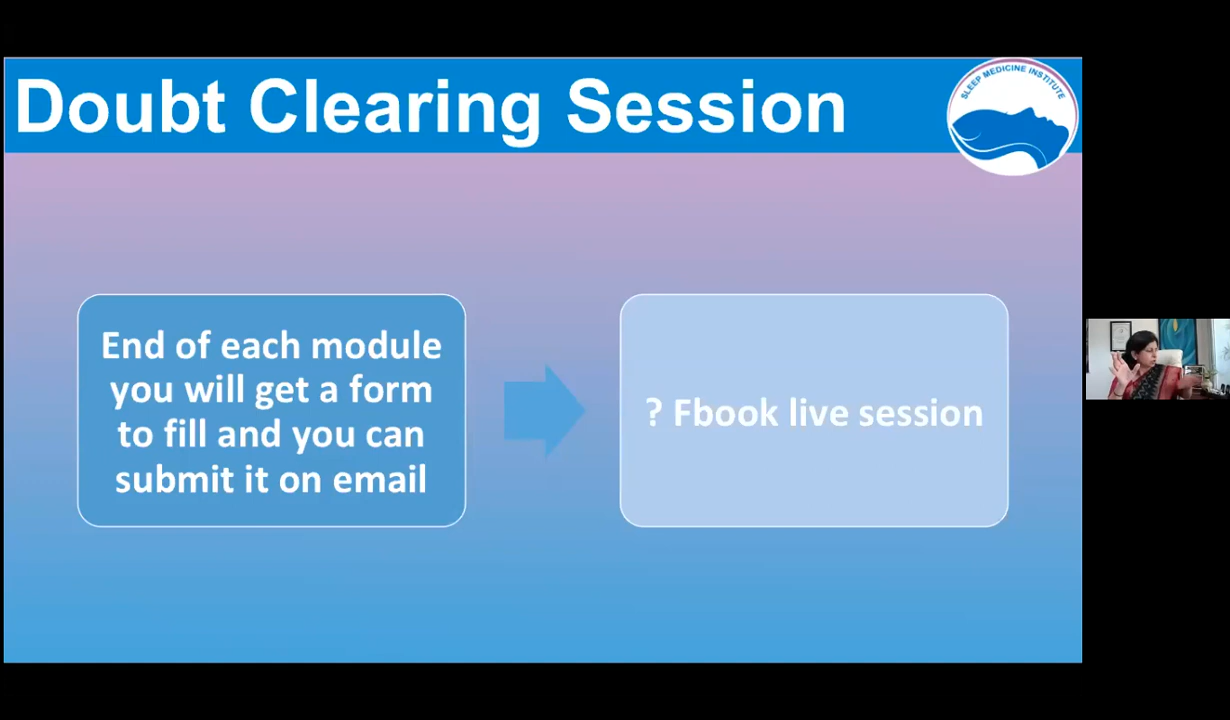 Doubt Clearing Session
SLEEP MEDICINE INSTITUTE
End of each module
you will get a form
to fill and you can
submit it on email
? Fbook live session